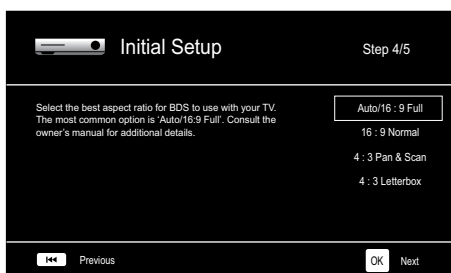 Initial Setup
Step 4/5
Select the best aspect ratio for BDS to use with your TV.
The most common option is ‘Auto/16:9 Full’. Consult the
owner’s manual for additional details.
Auto/16 : 9 Full
16 : 9 Normal
4 : 3 Pan & Scan
4 : 3 Letterbox
Previous
OK Next